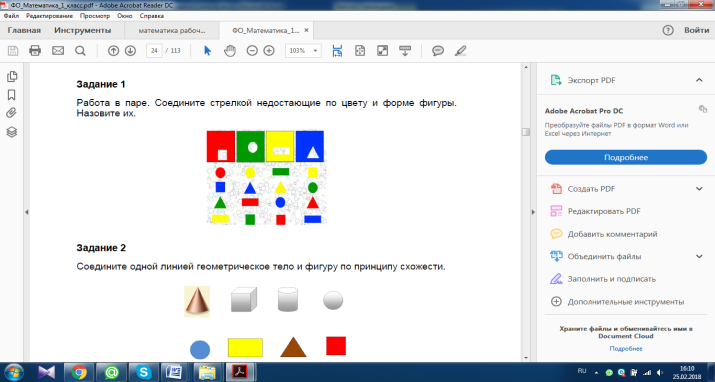 ФО_Математика_1_класс.pdf - Adobe Acrobat Reader DC
Файл Редактирование Просмотр Окно Справка
Главная Инструменты математика рабоч... ФО_Математика_1... × Войти
24 / 113 103%
Задание 1
Работа в паре. Соедините стрелкой недостающие по цвету и форме фигуры.
Назовите их.
Задание 2
Соедините одной линией геометрическое тело и фигуру по принципу схожести.
Экспорт PDF
Adobe Acrobat Pro DC
Преобразуйте файлы PDF в формат Word или
Excel через Интернет
Подробнее
Создать PDF
Редактировать PDF
Добавить комментарий
Объединить файлы
Заполнить и подписать
Дополнительные инструменты
Храните файлы и обменивайтесь ими в
Document Cloud
Подробнее
RU
16:10
25.02.2018